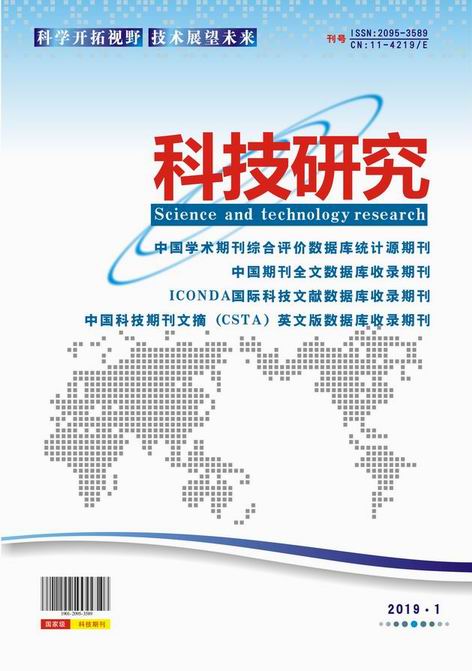 科学开拓视野 技术展望未来
刊号 ISSN:2095-3589
CN:11-4219/E
科技研究
Science and technology research
中国学术期刊综合评价数据库统计源期刊
中国期刊全文数据库收录期刊
ICONDA国际科技文献数据库收录期刊
中国科技期刊文摘（CSTA）英文版数据库收录期刊
1901-2095-3589
国家级 科技期刊
2019·1